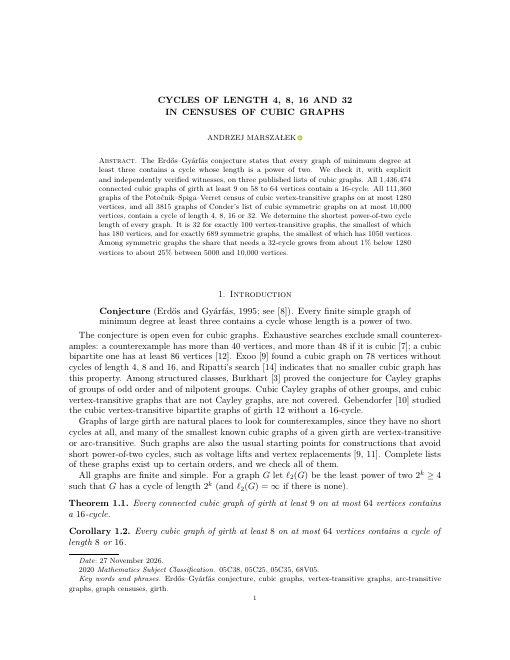 CYCLES OF LENGTH 4, 8, 16 AND 32
IN CENSUSES OF CUBIC GRAPHS
ANDRZEJ MARSZAŁEK
Abstract. The Erdős–Gyárfás conjecture states that every graph of minimum degree at
least three contains a cycle whose length is a power of two. We check it, with explicit
and independently verified witnesses, on three published lists of cubic graphs. All 1,436,474
connected cubic graphs of girth at least 9 on 58 to 64 vertices contain a 16-cycle. All 111,360
graphs of the Potočnik–Spiga–Verret census of cubic vertex-transitive graphs on at most 1280
vertices, and all 3815 graphs of Conder's list of cubic symmetric graphs on at most 10,000
vertices, contain a cycle of length 4, 8, 16 or 32. We determine the shortest power-of-two cycle
length of every graph. It is 32 for exactly 100 vertex-transitive graphs, the smallest of which
has 180 vertices, and for exactly 689 symmetric graphs, the smallest of which has 1050 vertices.
Among symmetric graphs the share that needs a 32-cycle grows from about 1% below 1280
vertices to about 25% between 5000 and 10,000 vertices.
1. Introduction
Conjecture (Erdős and Gyárfás, 1995; see [8]). Every finite simple graph of
minimum degree at least three contains a cycle whose length is a power of two.
The conjecture is open even for cubic graphs. Exhaustive searches exclude small counterex-
amples: a counterexample has more than 40 vertices, and more than 48 if it is cubic [7]; a cubic
bipartite one has at least 86 vertices [12]. Exoo [9] found a cubic graph on 78 vertices without
cycles of length 4, 8 and 16, and Ripatti's search [14] indicates that no smaller cubic graph has
this property. Among structured classes, Burkhart [3] proved the conjecture for Cayley graphs
of groups of odd order and of nilpotent groups. Cubic Cayley graphs of other groups, and cubic
vertex-transitive graphs that are not Cayley graphs, are not covered. Gebendorfer [10] studied
the cubic vertex-transitive bipartite graphs of girth 12 without a 16-cycle.
Graphs of large girth are natural places to look for counterexamples, since they have no short
cycles at all, and many of the smallest known cubic graphs of a given girth are vertex-transitive
or arc-transitive. Such graphs are also the usual starting points for constructions that avoid
short power-of-two cycles, such as voltage lifts and vertex replacements [9, 11]. Complete lists
of these graphs exist up to certain orders, and we check all of them.
All graphs are finite and simple. For a graph G let ℓ₂(G) be the least power of two 2ᵏ ≥ 4
such that G has a cycle of length 2ᵏ (and ℓ₂(G) = ∞ if there is none).
Theorem 1.1. Every connected cubic graph of girth at least 9 on at most 64 vertices contains
a 16-cycle.
Corollary 1.2. Every cubic graph of girth at least 8 on at most 64 vertices contains a cycle of
length 8 or 16.
Date: 27 November 2026.
2020 Mathematics Subject Classification. 05C38, 05C25, 05C35, 68V05.
Key words and phrases. Erdős–Gyárfás conjecture, cubic graphs, vertex-transitive graphs, arc-transitive
graphs, graph censuses, girth.
1